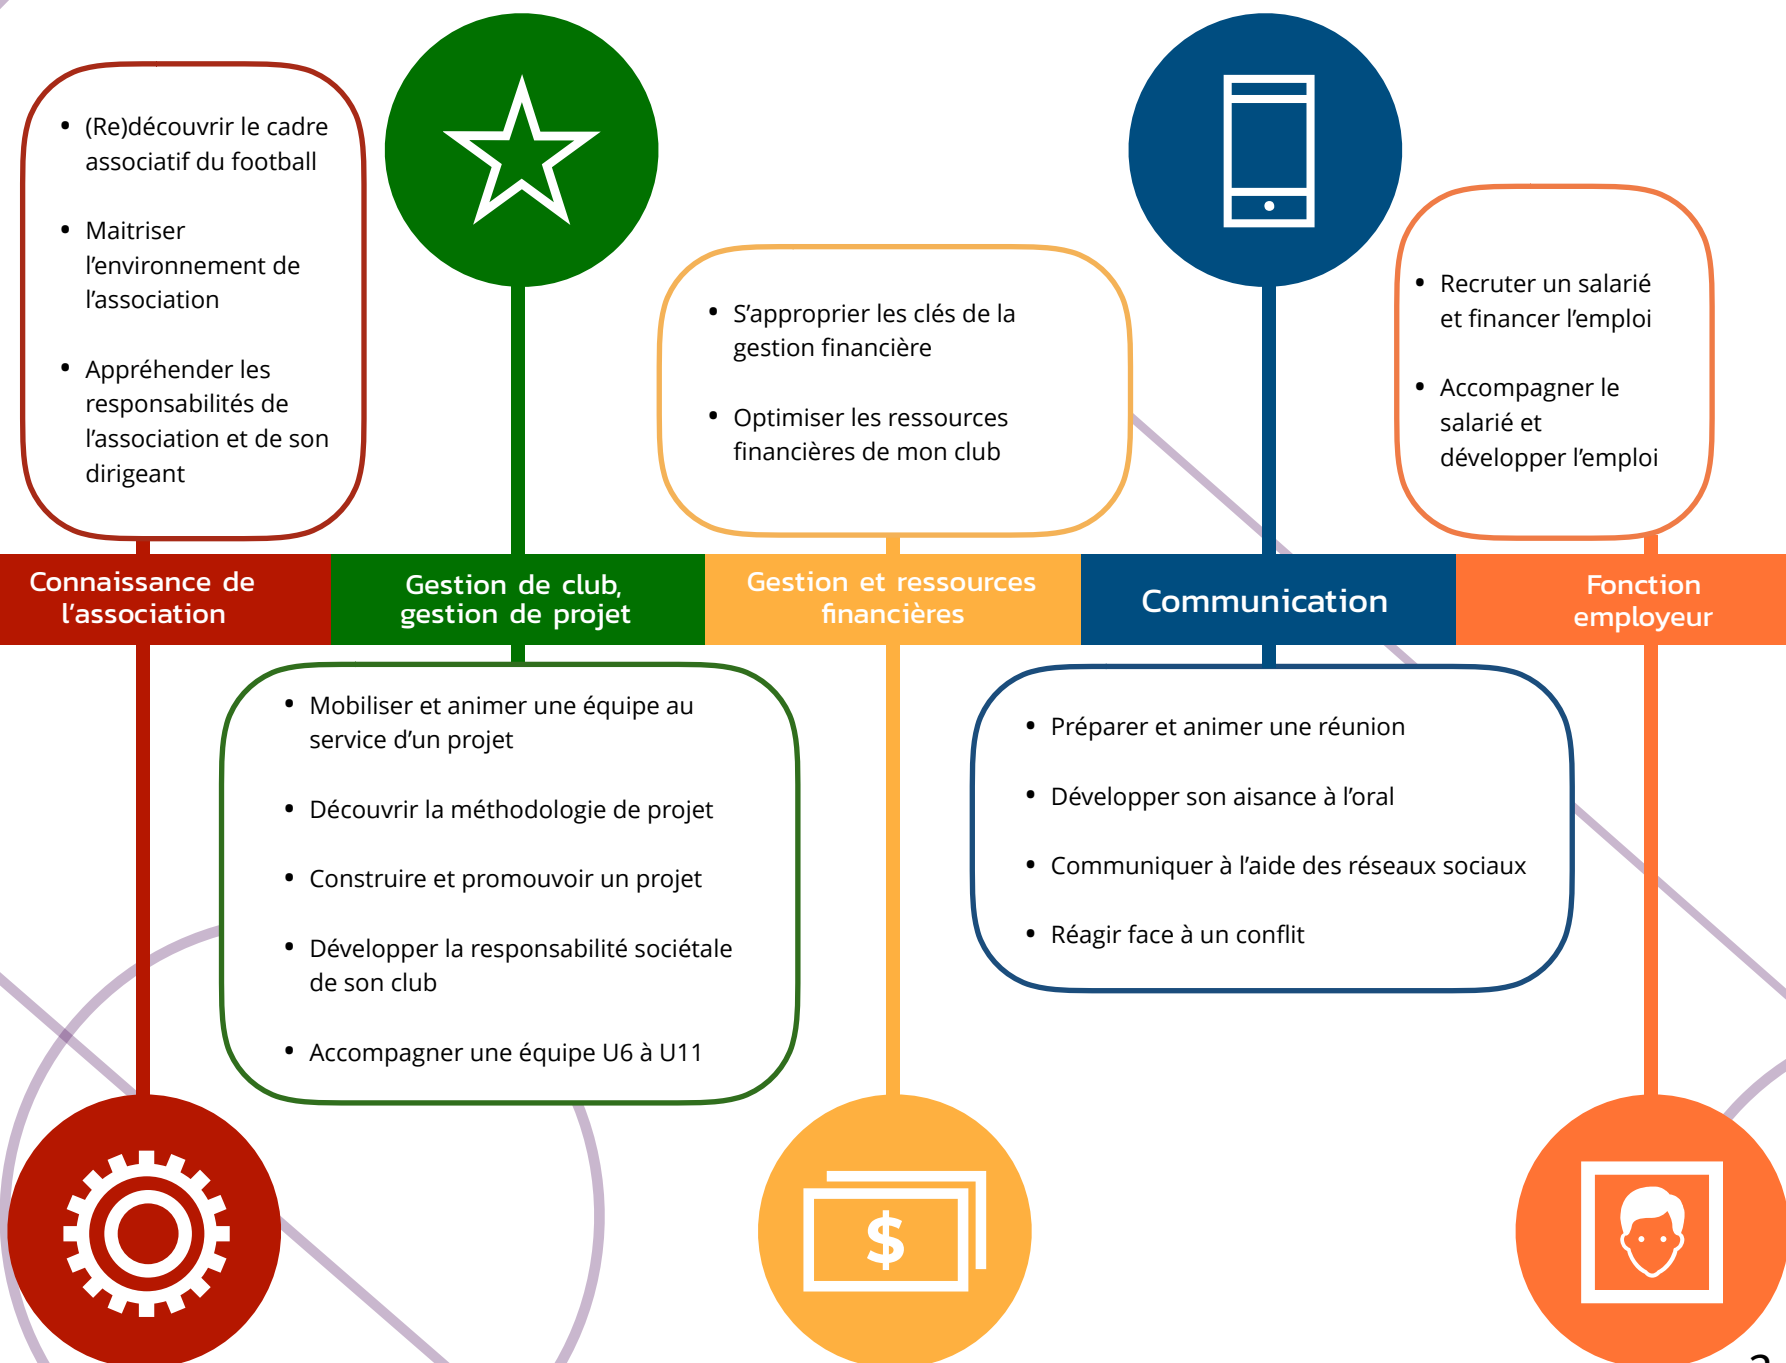 • (Re)découvrir le cadre
associatif du football
• Maitriser
l’environnement de
l’association
• Appréhender les
responsabilités de
l’association et de son
dirigeant
• S’approprier les clés de la
gestion financière
• Optimiser les ressources
financières de mon club
• Recruter un salarié
et financer l’emploi
• Accompagner le
salarié et
développer l’emploi
Connaissance de
l’association
Gestion de club,
gestion de projet
Gestion et ressources
financières
Communication
Fonction
employeur
• Mobiliser et animer une équipe au
service d’un projet
• Découvrir la méthodologie de projet
• Construire et promouvoir un projet
• Développer la responsabilité sociétale
de son club
• Accompagner une équipe U6 à U11
• Préparer et animer une réunion
• Développer son aisance à l’oral
• Communiquer à l’aide des réseaux sociaux
• Réagir face à un conflit
$